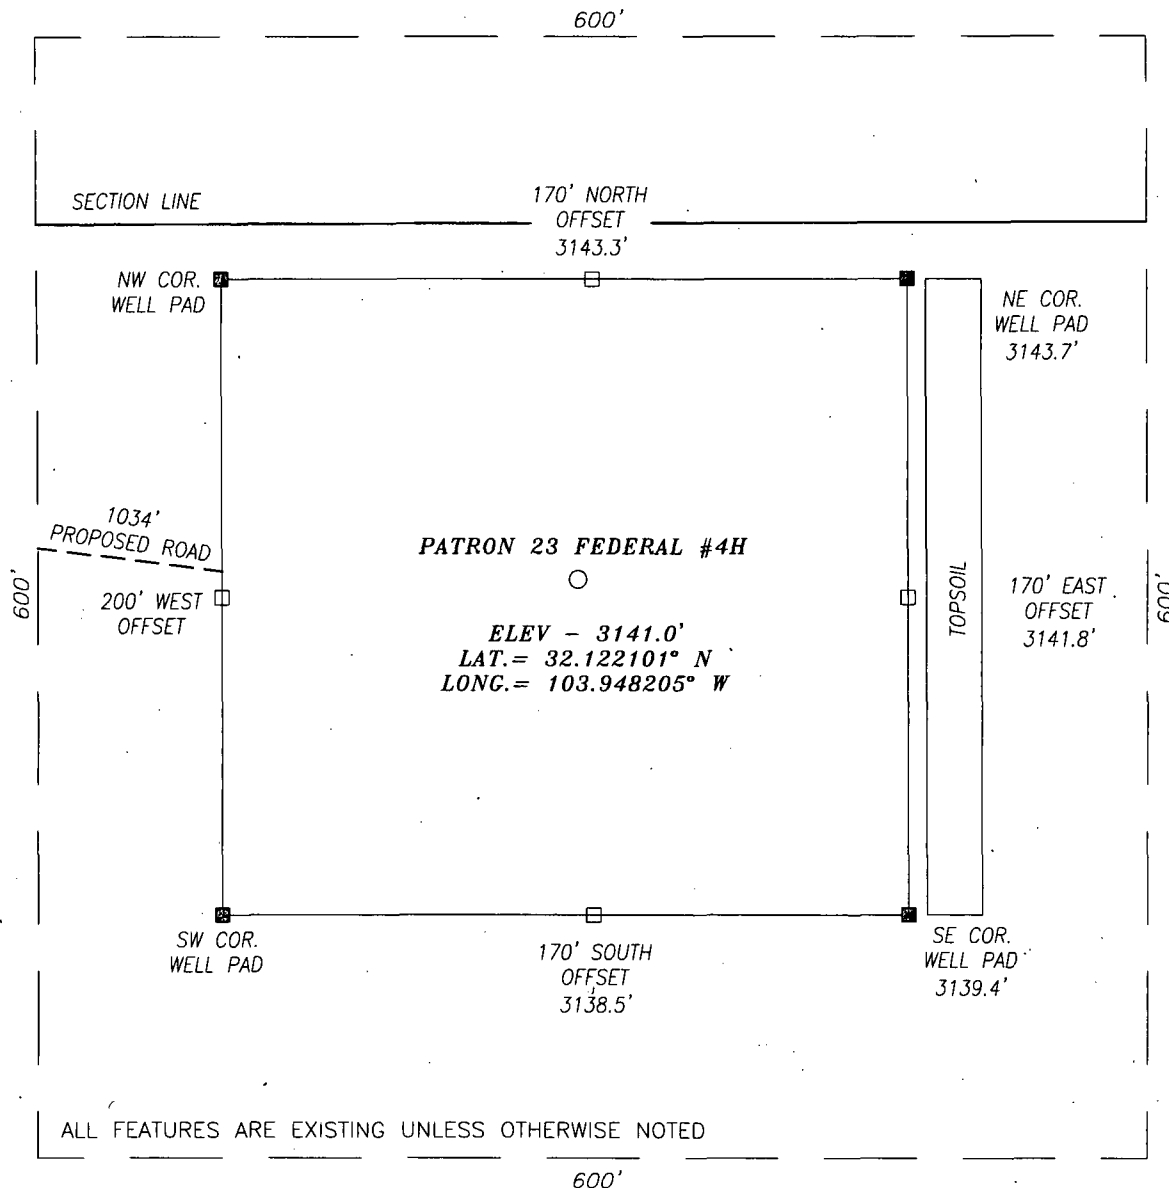 600'
SECTION LINE
170' NORTH
OFFSET
3143.3'
NW COR.
WELL PAD
NE COR.
WELL PAD
3143.7'
1034'
PROPOSED ROAD
PATRON 23 FEDERAL #4H
600'
200' WEST
OFFSET
TOPSOIL
170' EAST
OFFSET
3141.8'
600'
ELEV - 3141.0'
LAT.= 32.122101° N
LONG.= 103.948205° W
SW COR.
WELL PAD
170' SOUTH
OFFSET
3138.5'
SE COR.
WELL PAD
3139.4'
ALL FEATURES ARE EXISTING UNLESS OTHERWISE NOTED
600'